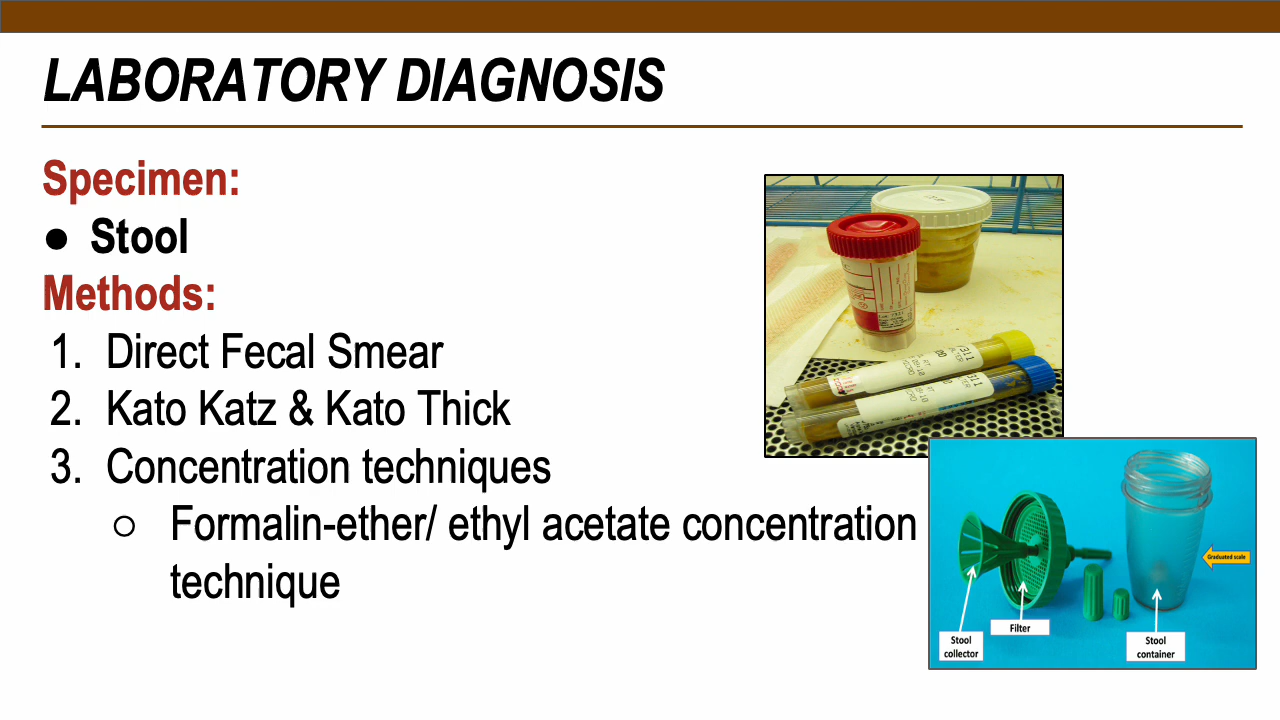 LABORATORY DIAGNOSIS
Specimen:
● Stool
Methods:
1. Direct Fecal Smear
2. Kato Katz & Kato Thick
3. Concentration techniques
○ Formalin-ether/ ethyl acetate concentration
technique
Graduated scale
Filter
Stool
collector
Stool
container